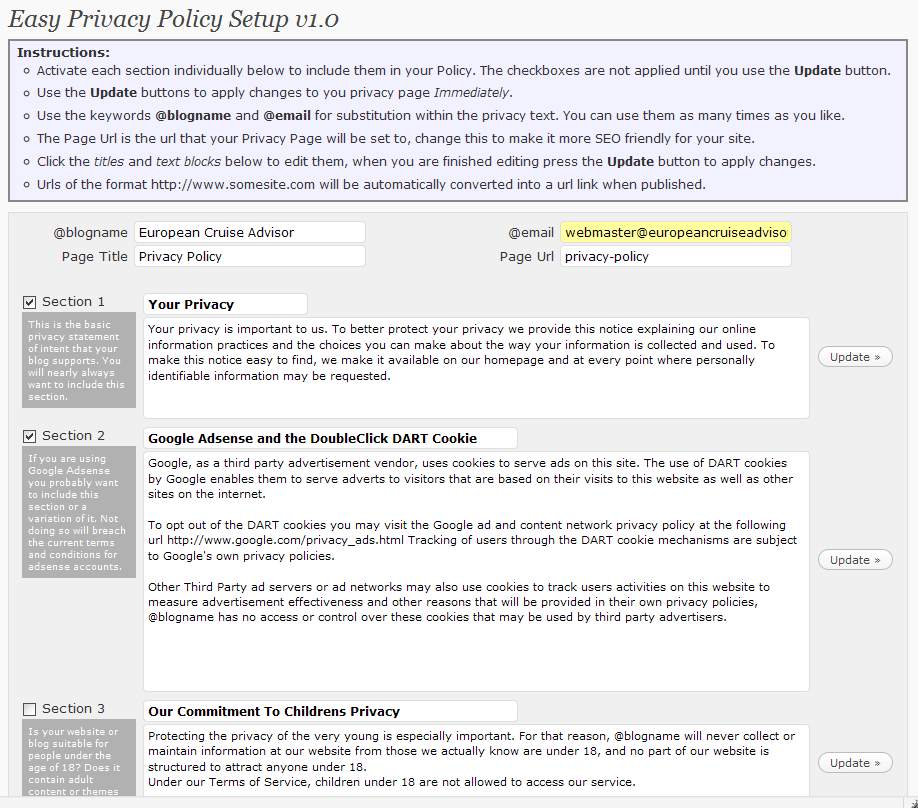 Easy Privacy Policy Setup v1.0
Instructions:
Activate each section individually below to include them in your Policy. The checkboxes are not applied until you use the Update button.
Use the Update buttons to apply changes to you privacy page Immediately.
Use the keywords @blogname and @email for substitution within the privacy text. You can use them as many times as you like.
The Page Url is the url that your Privacy Page will be set to, change this to make it more SEO friendly for your site.
Click the titles and text blocks below to edit them, when you are finished editing press the Update button to apply changes.
Urls of the format http://www.somesite.com will be automatically converted into a url link when published.
@blogname European Cruise Advisor @email webmaster@europeancruiseadviso
Page Title Privacy Policy Page Url privacy-policy
Section 1 Your Privacy
This is the basic
privacy statement
of intent that your
blog supports. You
will nearly always
want to include this
section.
Your privacy is important to us. To better protect your privacy we provide this notice explaining our online
information practices and the choices you can make about the way your information is collected and used. To
make this notice easy to find, we make it available on our homepage and at every point where personally
identifiable information may be requested.
Update »
Section 2 Google Adsense and the DoubleClick DART Cookie
If you are using
Google Adsense
you probably want
to include this
section or a
variation of it. Not
doing so will breach
the current terms
and conditions for
adsense accounts.
Google, as a third party advertisement vendor, uses cookies to serve ads on this site. The use of DART cookies
by Google enables them to serve adverts to visitors that are based on their visits to this website as well as other
sites on the internet.
To opt out of the DART cookies you may visit the Google ad and content network privacy policy at the following
url http://www.google.com/privacy_ads.html Tracking of users through the DART cookie mechanisms are subject
to Google's own privacy policies.
Other Third Party ad servers or ad networks may also use cookies to track users activities on this website to
measure advertisement effectiveness and other reasons that will be provided in their own privacy policies,
@blogname has no access or control over these cookies that may be used by third party advertisers.
Update »
Section 3 Our Commitment To Childrens Privacy
Is your website or
blog suitable for
people under the
age of 18? Does it
contain adult
content or themes
Protecting the privacy of the very young is especially important. For that reason, @blogname will never collect or
maintain information at our website from those we actually know are under 18, and no part of our website is
structured to attract anyone under 18.
Under our Terms of Service, children under 18 are not allowed to access our service.
Update »